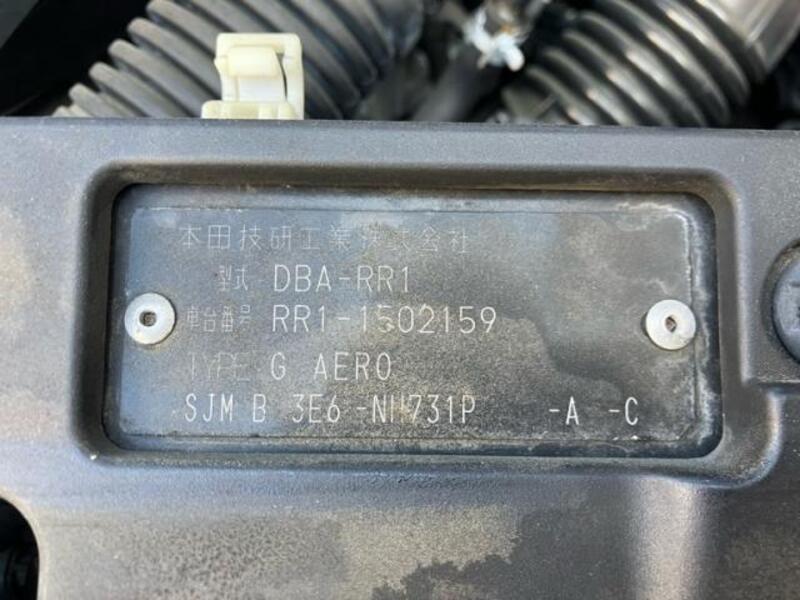 本田技研工業株式会社
型式 DBA-RR1
車台番号 RR1-1502159
TYPE G AERO
SJM B 3E6 -NH731P -A -C